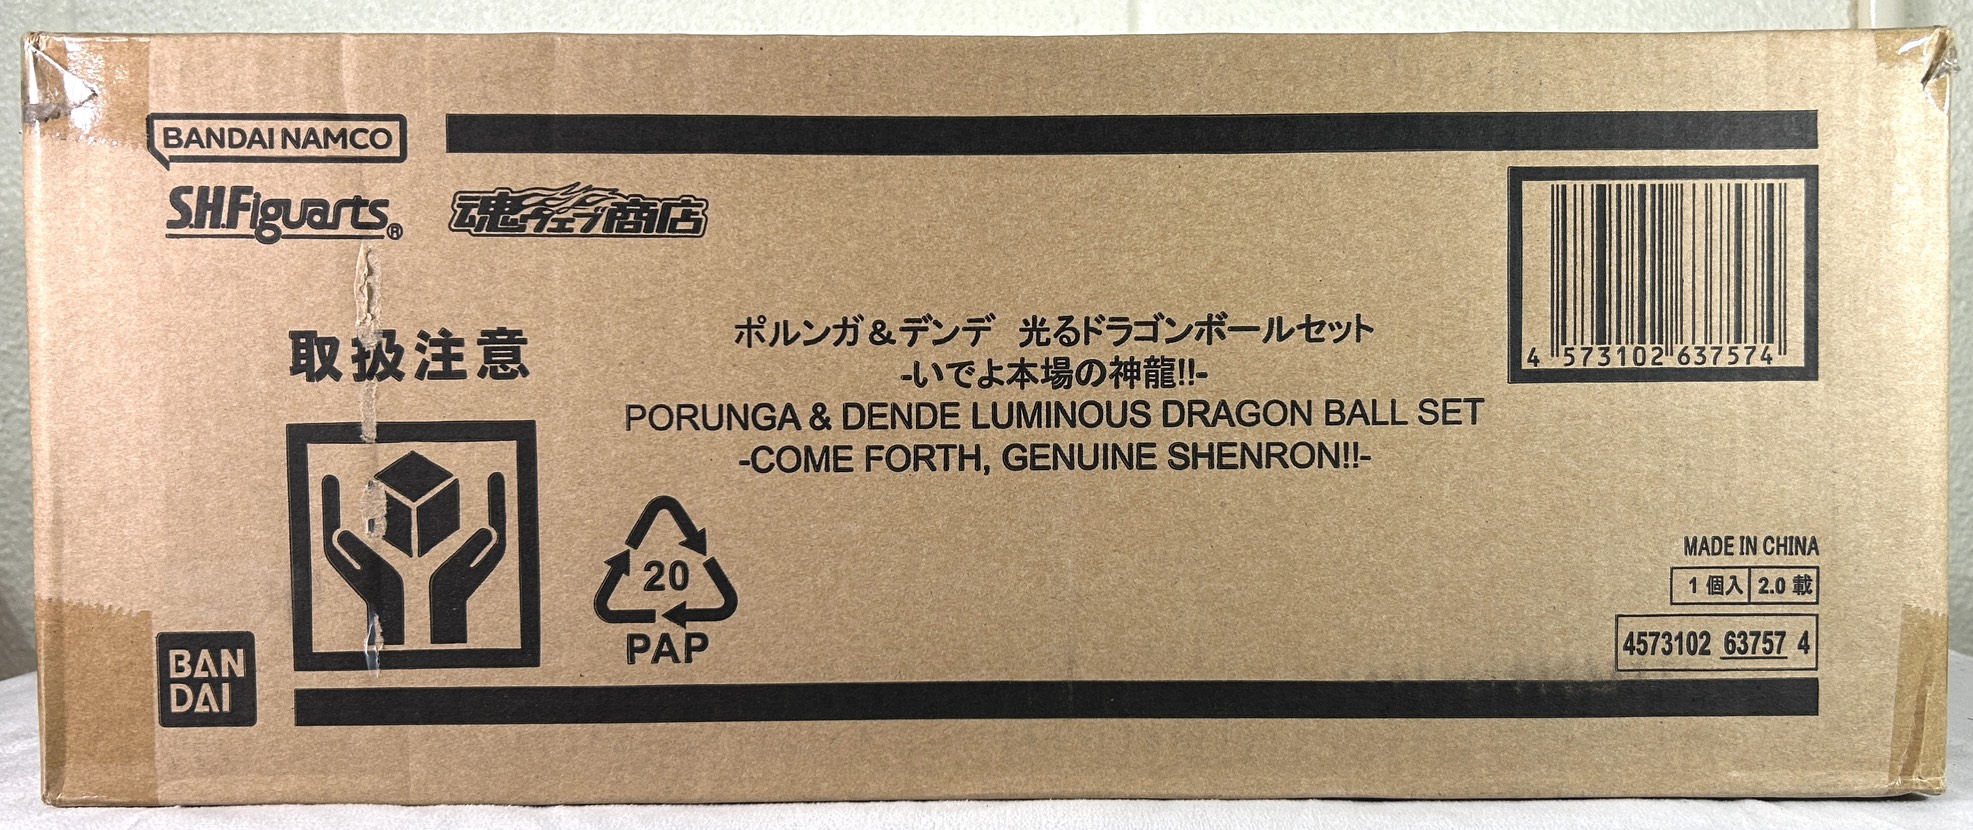 BANDAI NAMCO
S.H.Figuarts®
魂ウェブ商店
4 573102 637574
取扱注意
ポルンガ&デンデ 光るドラゴンボールセット
-いでよ本場の神龍!!-
PORUNGA & DENDE LUMINOUS DRAGON BALL SET
-COME FORTH, GENUINE SHENRON!!-
20
PAP
MADE IN CHINA
1 個入 2.0 載
4573102 63757 4
BAN
DAI